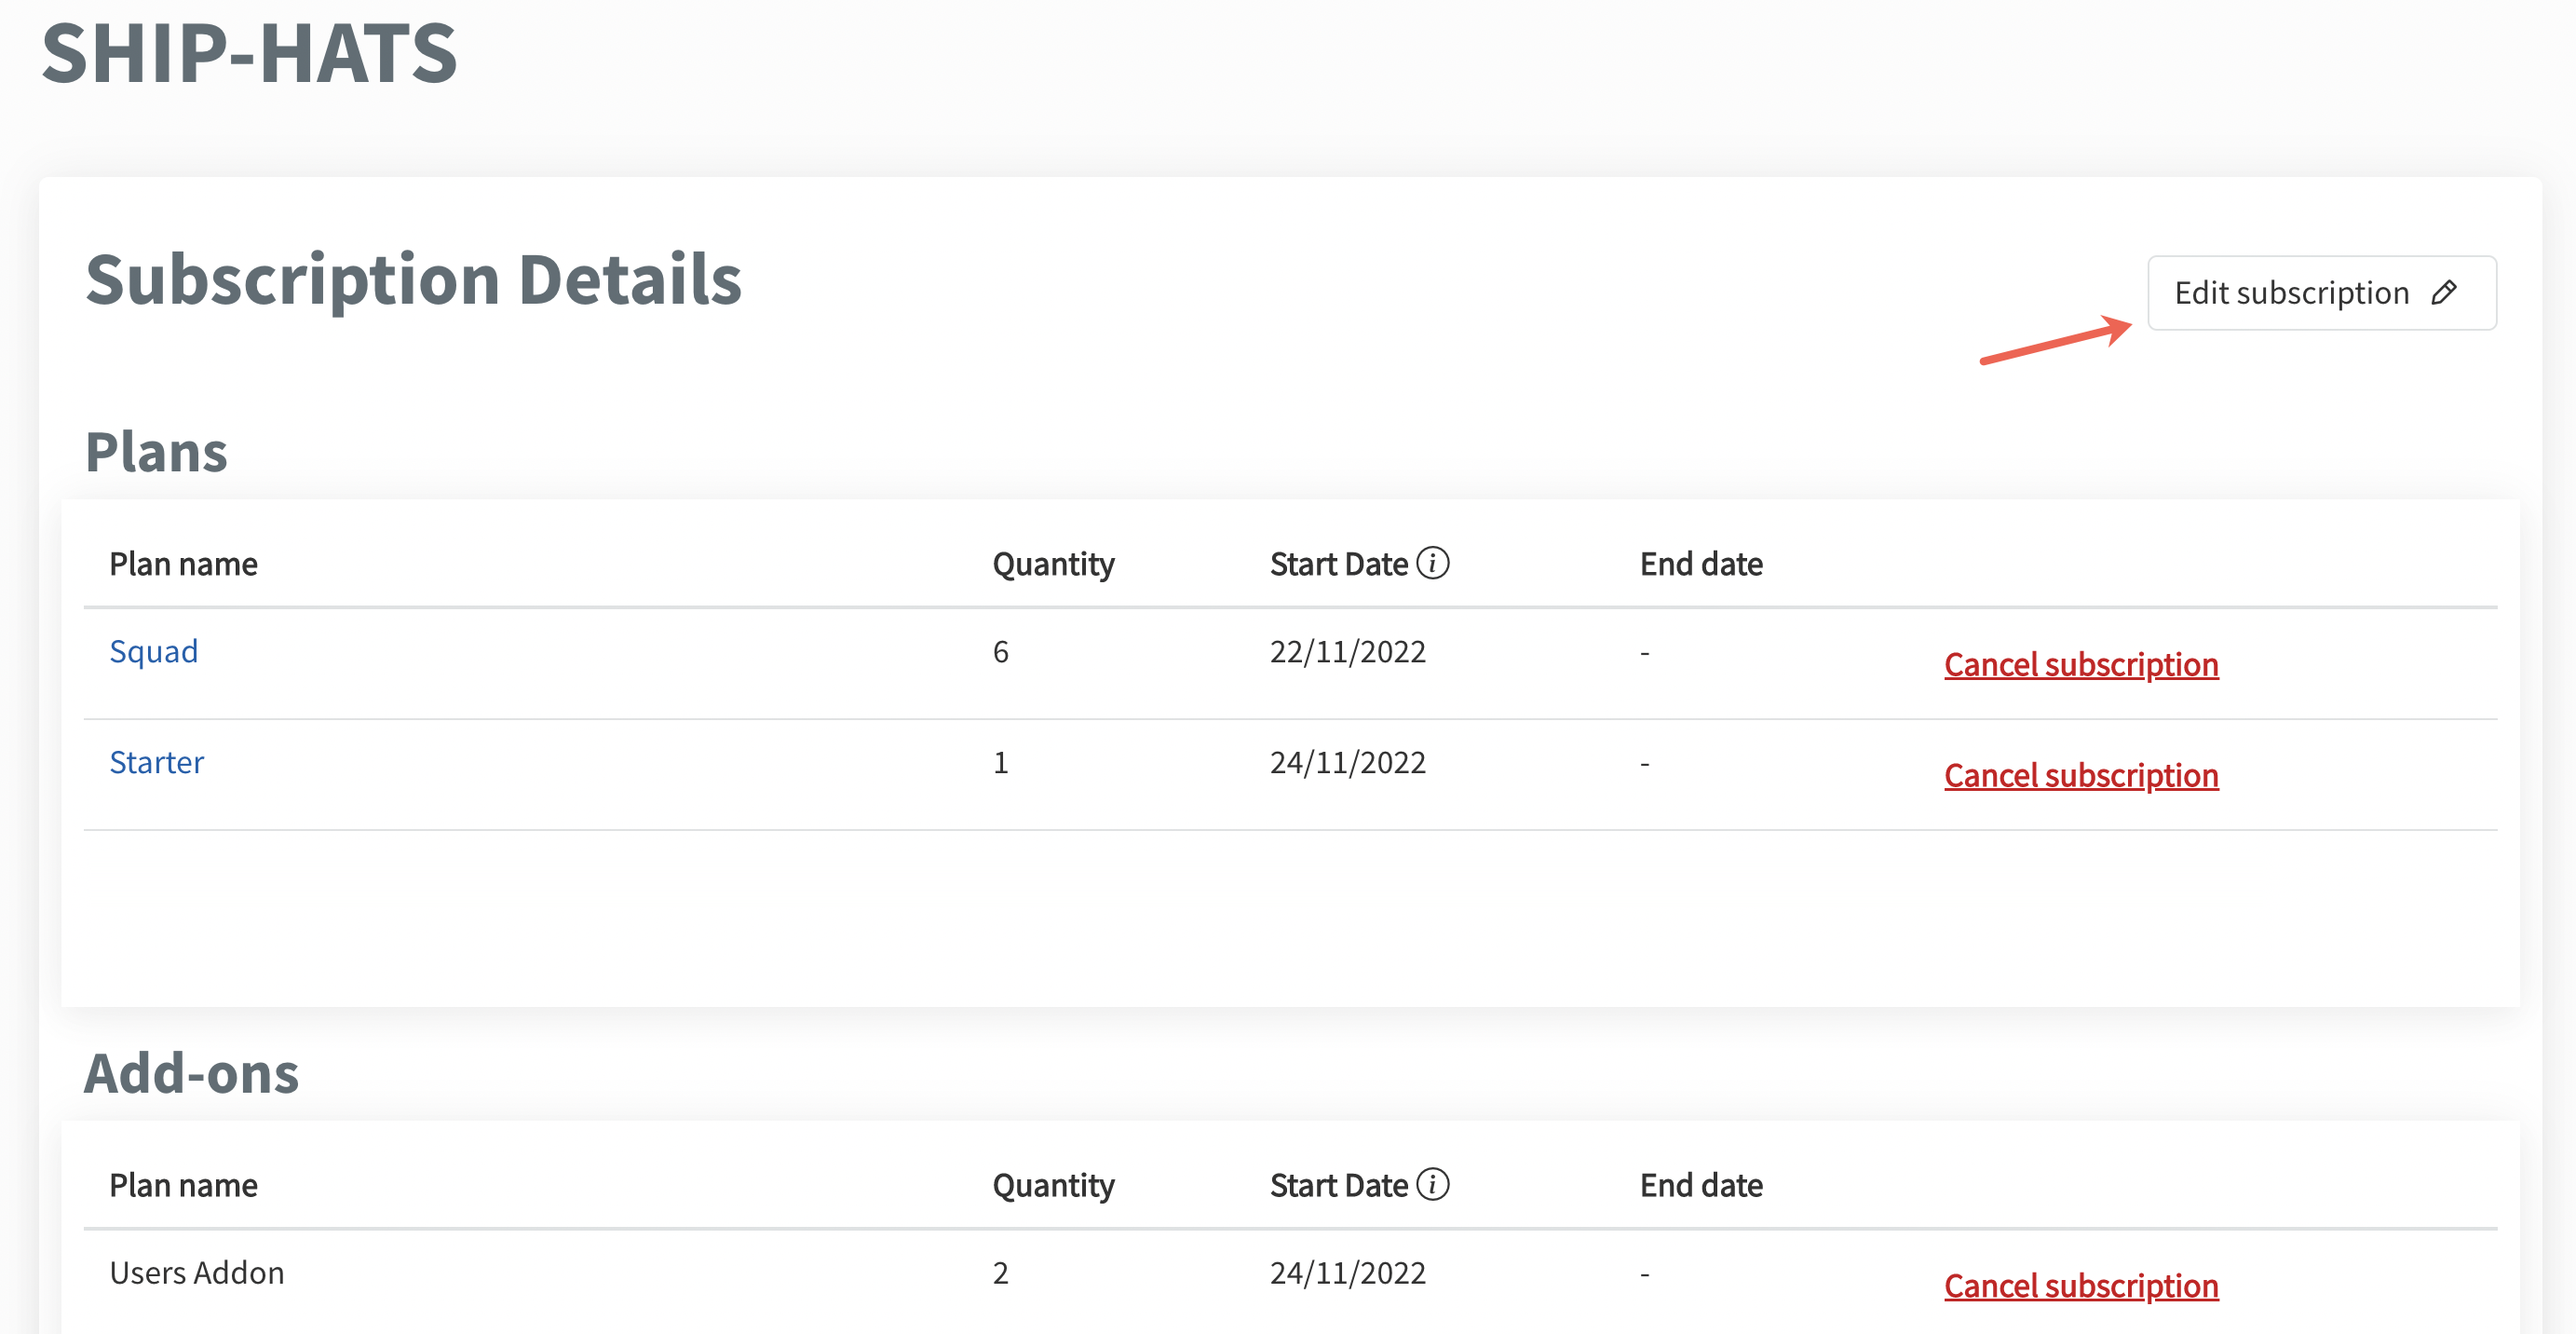 SHIP-HATS
Subscription Details
Edit subscription
Plans
Plan name Quantity Start Date i End date
Squad 6 22/11/2022 - Cancel subscription
Starter 1 24/11/2022 - Cancel subscription
Add-ons
Plan name Quantity Start Date i End date
Users Addon 2 24/11/2022 - Cancel subscription